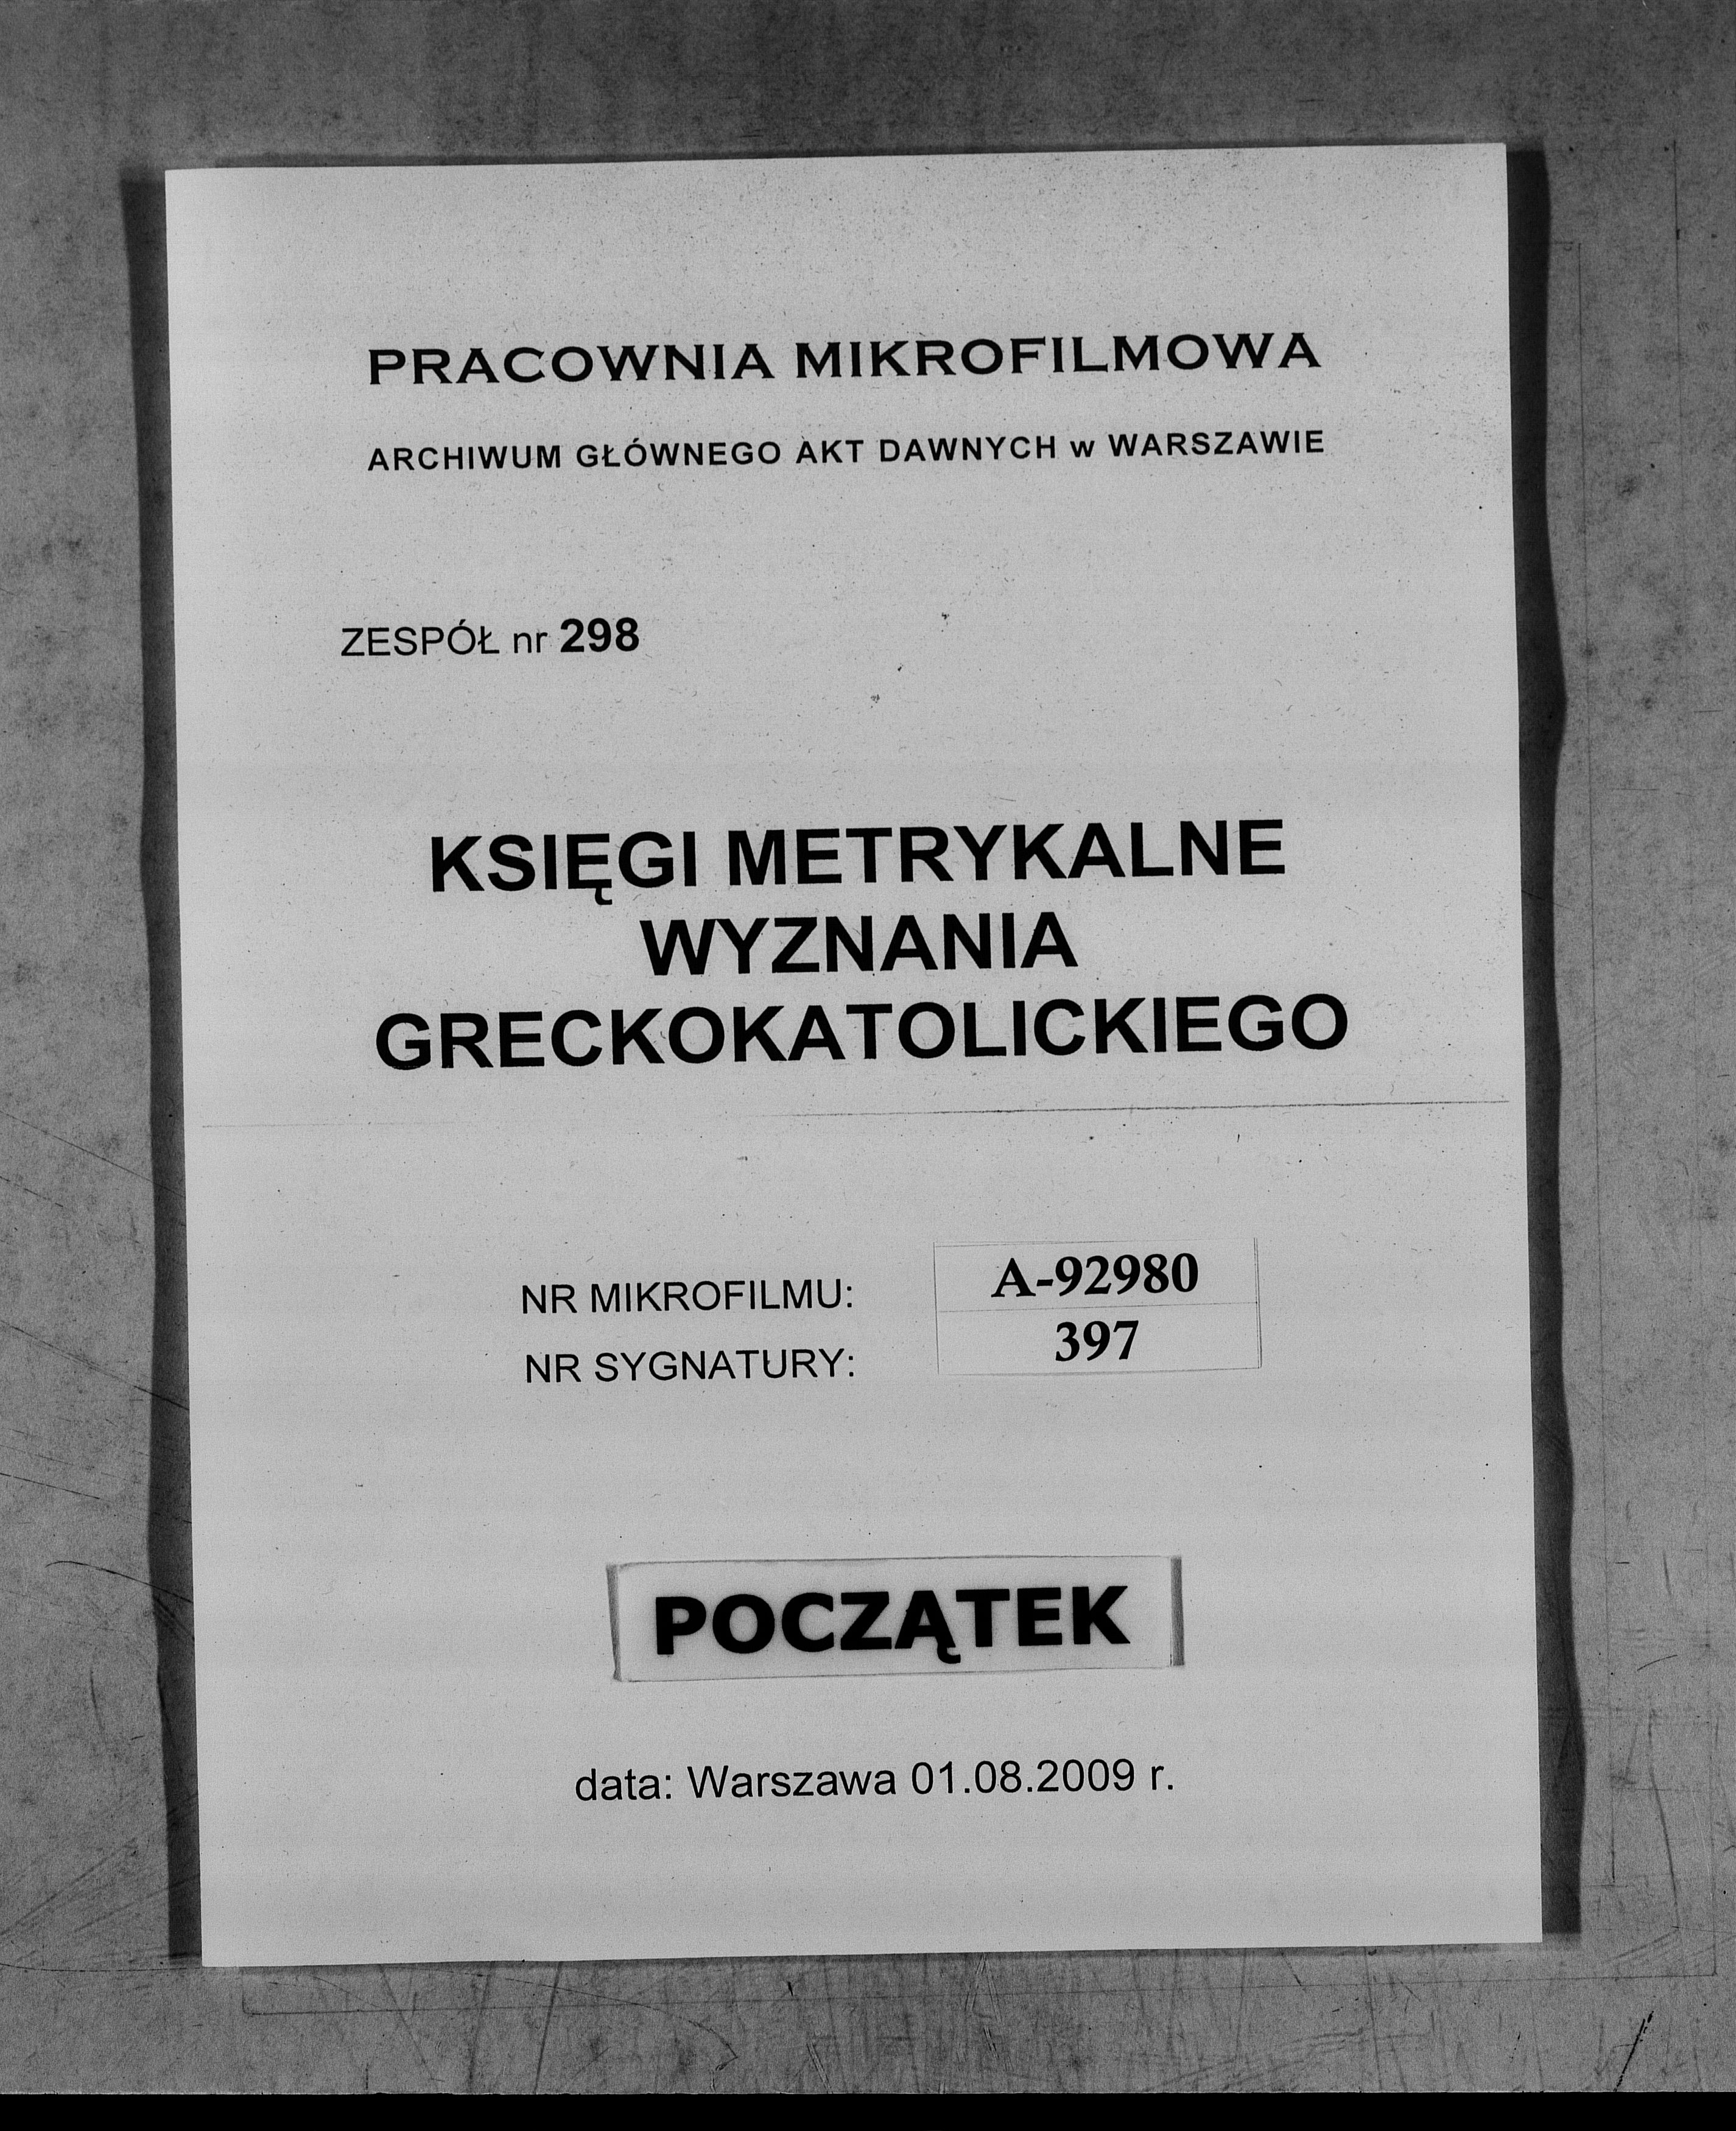 PRACOWNIA MIKROFILMOWA
ARCHIWUM GŁÓWNEGO AKT DAWNYCH w WARSZAWIE
ZESPÓŁ nr 298
KSIĘGI METRYKALNE
WYZNANIA
GRECKOKATOLICKIEGO
NR MIKROFILMU: A-92980
NR SYGNATURY: 397
POCZĄTEK
data: Warszawa 01.08.2009 r.